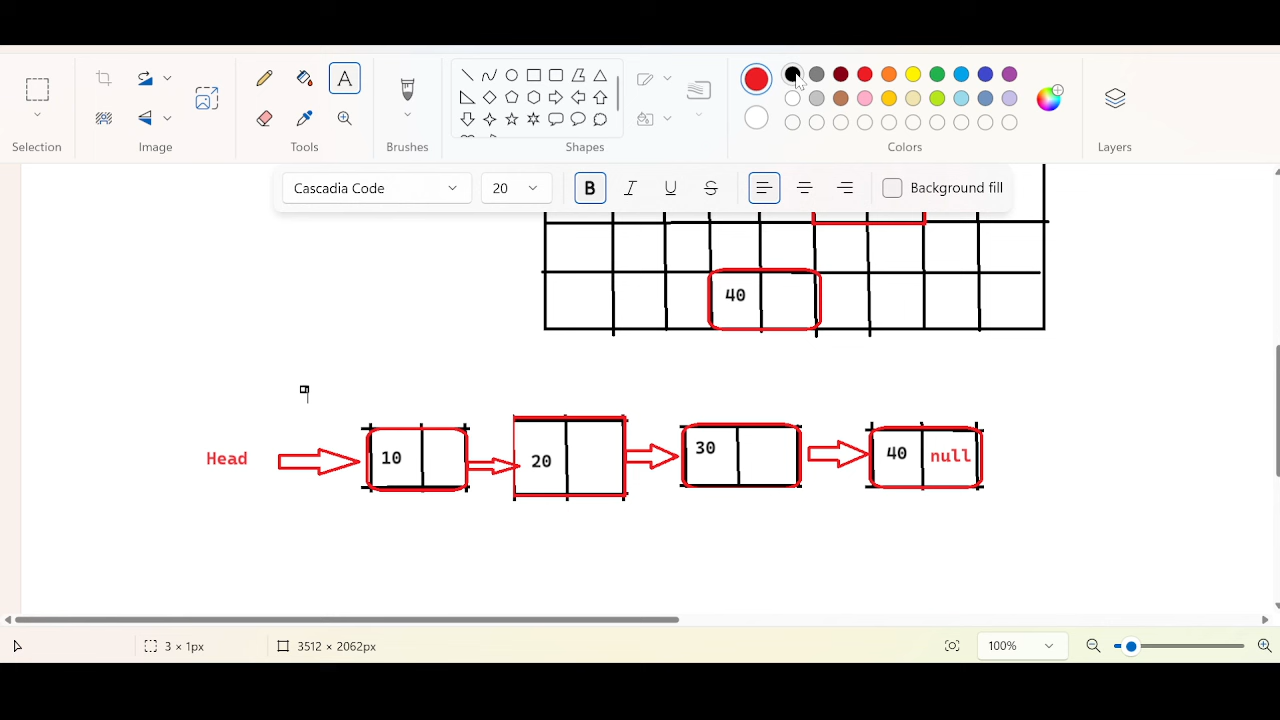 A
Selection
Image
Tools
Brushes
Shapes
Colors
Layers
Cascadia Code
20
B I U S
Background fill
40
Head
10
20
30
40 null
3 × 1px
3512 × 2062px
100%